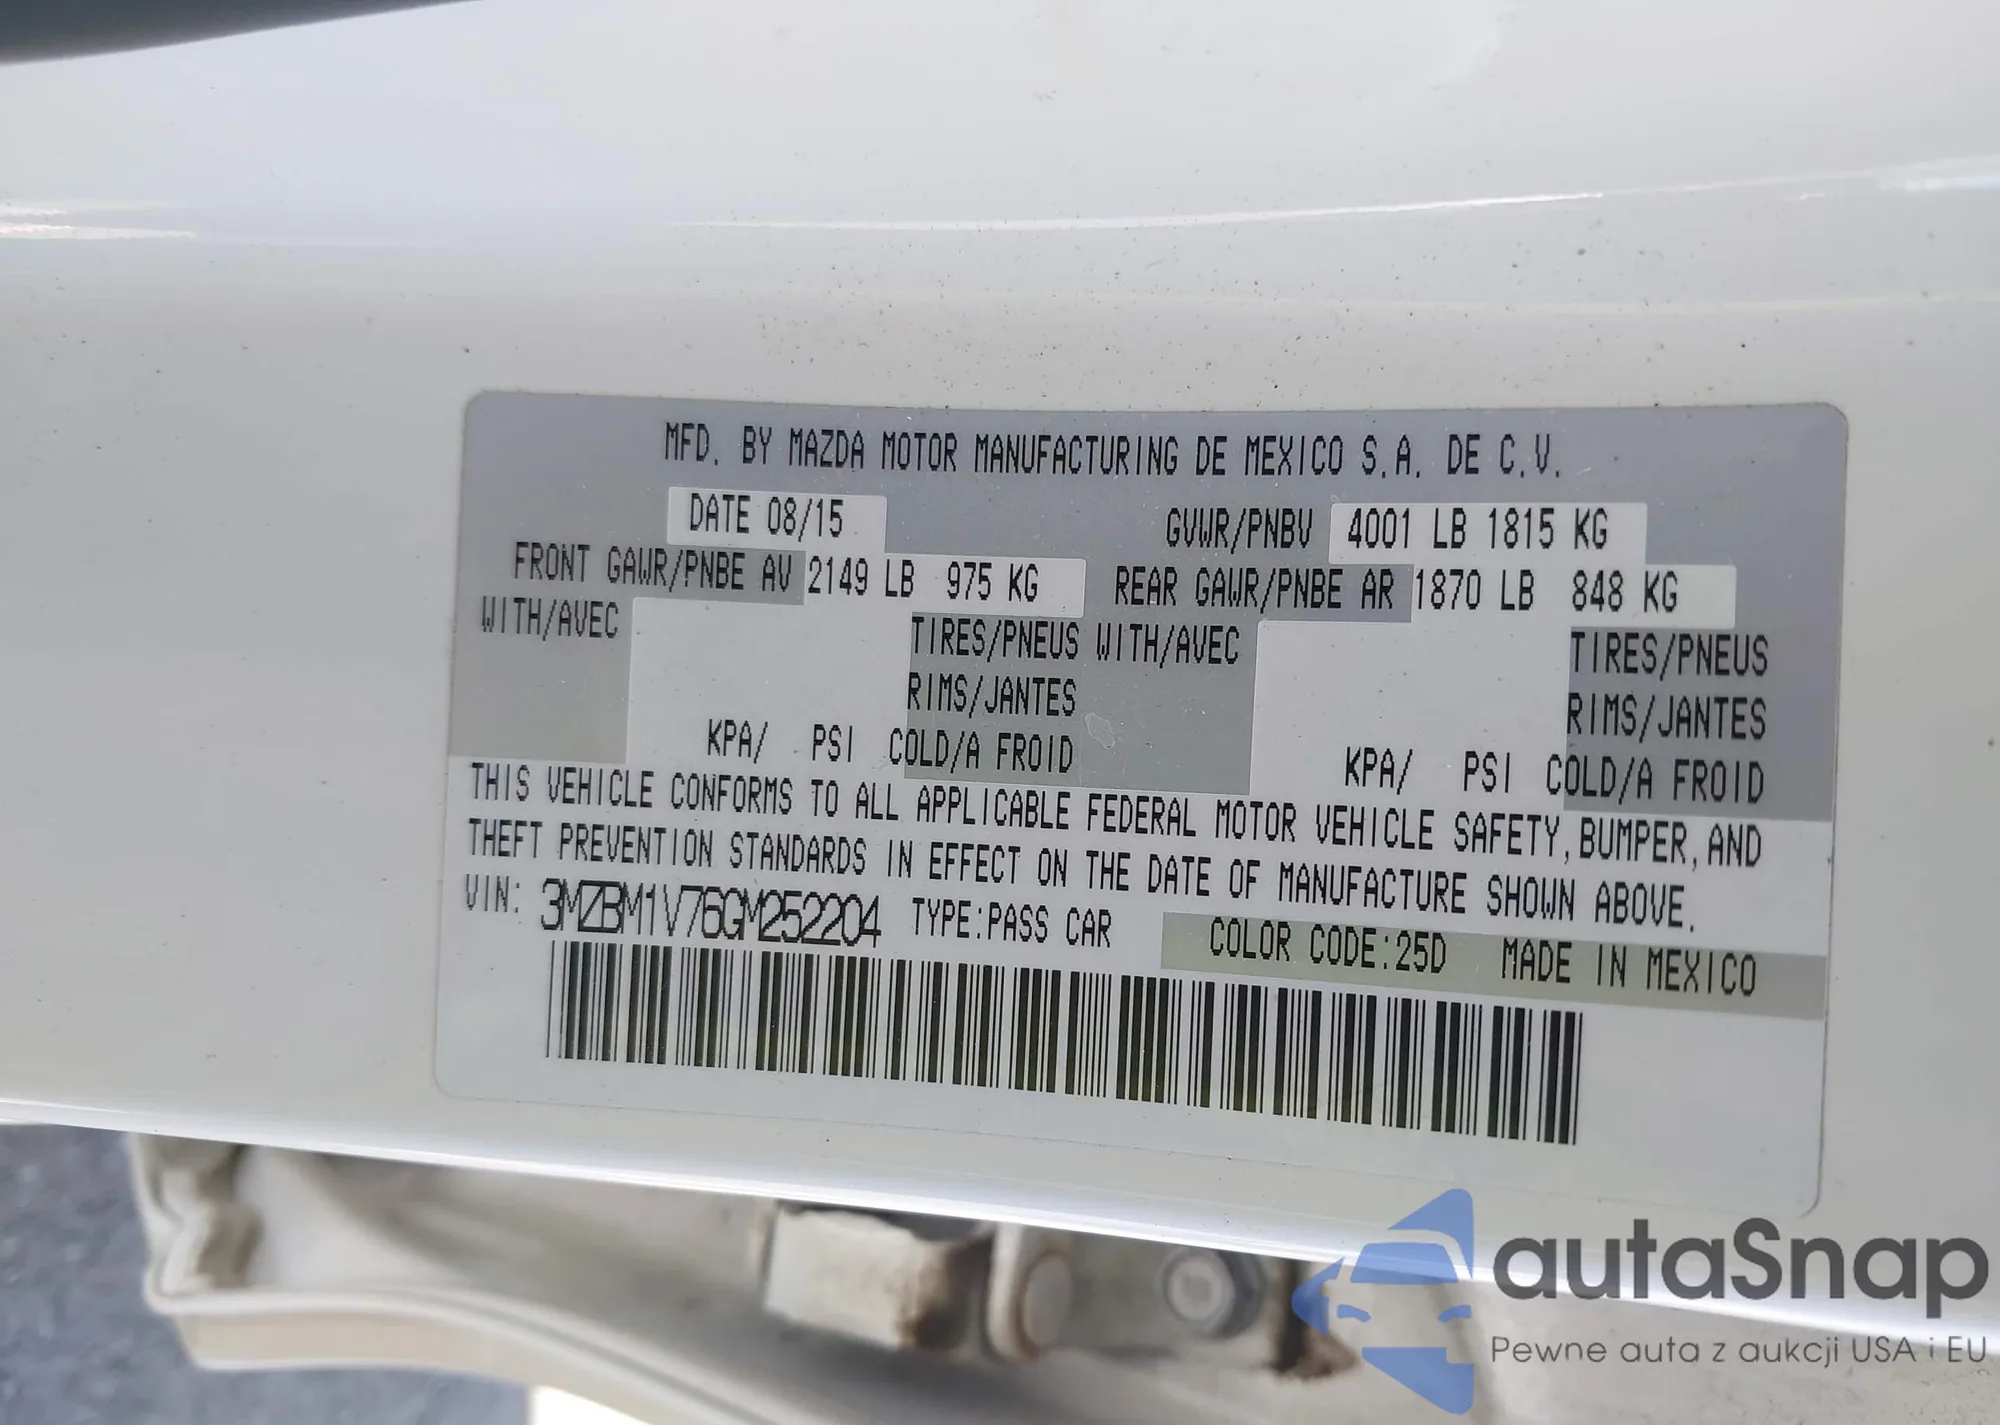 MFD. BY MAZDA MOTOR MANUFACTURING DE MEXICO S.A. DE C.V.
DATE 08/15 GVWR/PNBV 4001 LB 1815 KG
FRONT GAWR/PNBE AV 2149 LB 975 KG REAR GAWR/PNBE AR 1870 LB 848 KG
WITH/AVEC TIRES/PNEUS WITH/AVEC TIRES/PNEUS
RIMS/JANTES RIMS/JANTES
KPA/ PSI COLD/A FROID KPA/ PSI COLD/A FROID
THIS VEHICLE CONFORMS TO ALL APPLICABLE FEDERAL MOTOR VEHICLE SAFETY, BUMPER, AND
THEFT PREVENTION STANDARDS IN EFFECT ON THE DATE OF MANUFACTURE SHOWN ABOVE.
VIN: 3MZBM1V76GM252204 TYPE:PASS CAR COLOR CODE:25D MADE IN MEXICO
autaSnap
Pewne auta z aukcji USA i EU